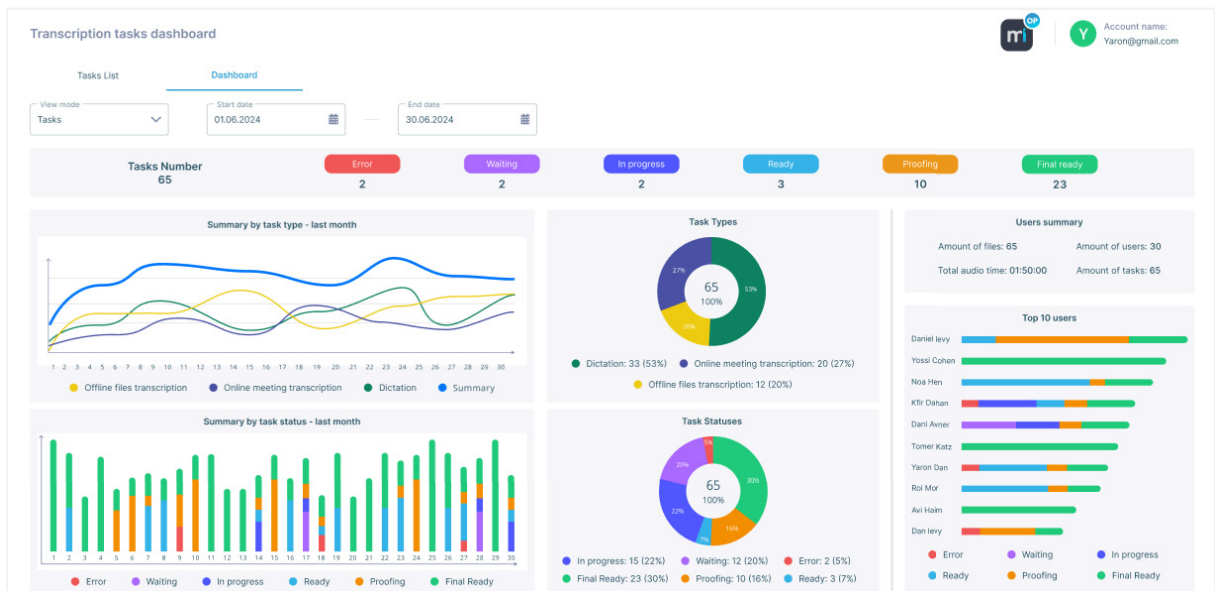 Transcription tasks dashboard
mi OP
Y
Account name:
Yaron@gmail.com
Tasks List
Dashboard
View mode
Tasks
Start date
01.06.2024
End date
30.06.2024
Tasks Number
65
Error
2
Waiting
2
In progress
2
Ready
3
Proofing
10
Final ready
23
Summary by task type - last month
1 2 3 4 5 6 7 8 9 10 11 12 13 14 15 16 17 18 19 20 21 22 23 24 25 26 27 28 29 30
Offline files transcription
Online meeting transcription
Dictation
Summary
Task Types
27%
53%
20%
65
100%
Dictation: 33 (53%)
Online meeting transcription: 20 (27%)
Offline files transcription: 12 (20%)
Users summary
Amount of files: 65
Amount of users: 30
Total audio time: 01:50:00
Amount of tasks: 65
Top 10 users
Daniel levy
Yossi Cohen
Noa Hen
Kfir Dahan
Dani Avner
Tomer Katz
Yaron Dan
Roi Mor
Avi Haim
Dan levy
Error
Waiting
In progress
Ready
Proofing
Final Ready
Summary by task status - last month
1 2 3 4 5 6 7 8 9 10 11 12 13 14 15 16 17 18 19 20 21 22 23 24 25 26 27 28 29 30
Error
Waiting
In progress
Ready
Proofing
Final Ready
Task Statuses
5%
20%
30%
22%
16%
7%
65
100%
In progress: 15 (22%)
Waiting: 12 (20%)
Error: 2 (5%)
Final Ready: 23 (30%)
Proofing: 10 (16%)
Ready: 3 (7%)